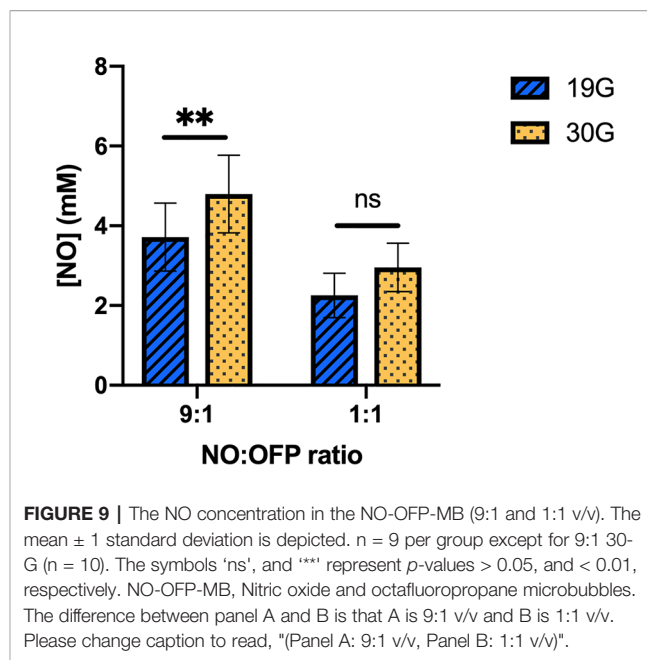 8
6
4
2
0
[NO] (mM)
**
ns
19G
30G
9:1
1:1
NO:OFP ratio
FIGURE 9 | The NO concentration in the NO-OFP-MB (9:1 and 1:1 v/v). The
mean ± 1 standard deviation is depicted. n = 9 per group except for 9:1 30-
G (n = 10). The symbols ‘ns’, and ‘**’ represent p-values > 0.05, and < 0.01,
respectively. NO-OFP-MB, Nitric oxide and octafluoropropane microbubbles.
The difference between panel A and B is that A is 9:1 v/v and B is 1:1 v/v.
Please change caption to read, "(Panel A: 9:1 v/v, Panel B: 1:1 v/v)".